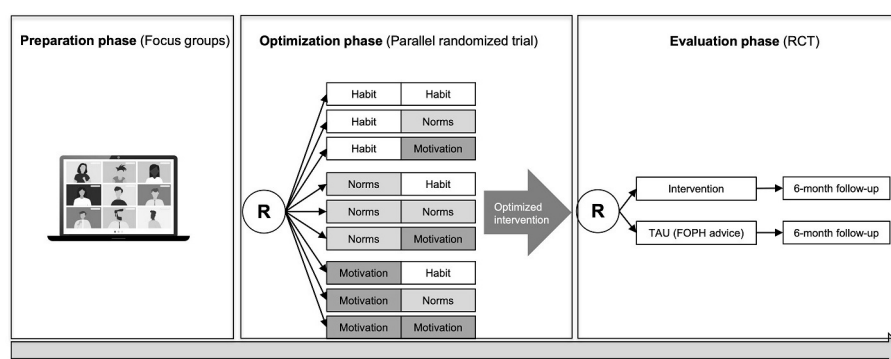 Preparation phase (Focus groups)
Optimization phase (Parallel randomized trial)
Evaluation phase (RCT)
R
Habit Habit
Habit Norms
Habit Motivation
Norms Habit
Norms Norms
Norms Motivation
Motivation Habit
Motivation Norms
Motivation Motivation
Optimized
intervention
R
Intervention 6-month follow-up
TAU (FOPH advice) 6-month follow-up